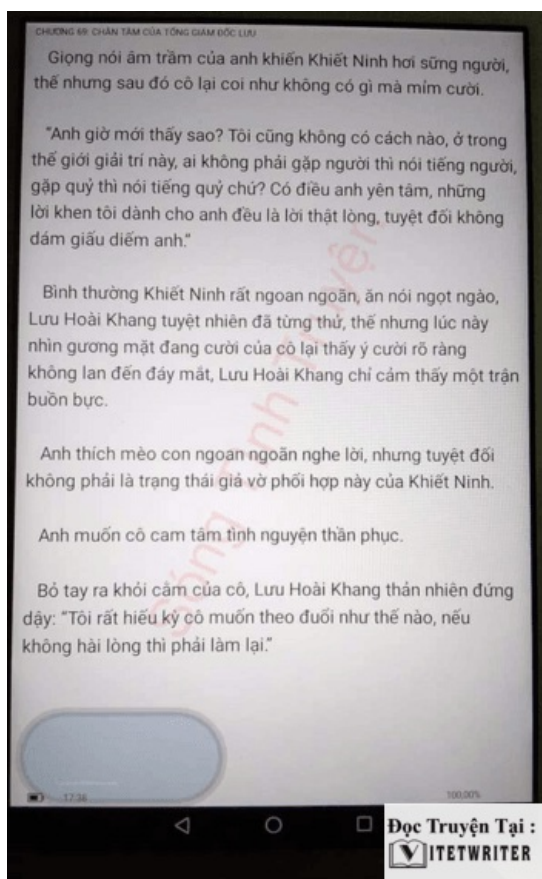 CHƯƠNG 69: CHÂN TÂM CỦA TỔNG GIÁM ĐỐC LƯU
Giọng nói âm trầm của anh khiến Khiết Ninh hơi sững người,
thế nhưng sau đó cô lại coi như không có gì mà mím cười.
"Anh giờ mới thấy sao? Tôi cũng không có cách nào, ở trong
thế giới giải trí này, ai không phải gặp người thì nói tiếng người,
gặp quỷ thì nói tiếng quỷ chứ? Có điều anh yên tâm, những
lời khen tôi dành cho anh đều là lời thật lòng, tuyệt đối không
dám giấu diếm anh."
Bình thường Khiết Ninh rất ngoan ngoãn, ăn nói ngọt ngào,
Lưu Hoài Khang tuyệt nhiên đã từng thử, thế nhưng lúc này
nhìn gương mặt đang cười của cô lại thấy ý cười rõ ràng
không lan đến đáy mắt, Lưu Hoài Khang chỉ cảm thấy một trận
buồn bực.
Anh thích mèo con ngoan ngoãn nghe lời, nhưng tuyệt đối
không phải là trạng thái giả vờ phối hợp này của Khiết Ninh.
Anh muốn cô cam tâm tình nguyện thần phục.
Bỏ tay ra khỏi cằm của cô, Lưu Hoài Khang thản nhiên đứng
dậy: "Tôi rất hiếu kỳ cô muốn theo đuổi như thế nào, nếu
không hài lòng thì phải làm lại."
Sóng Tình Truyện
17:38
100,00%
Đọc Truyện Tại :
VITETWRITER